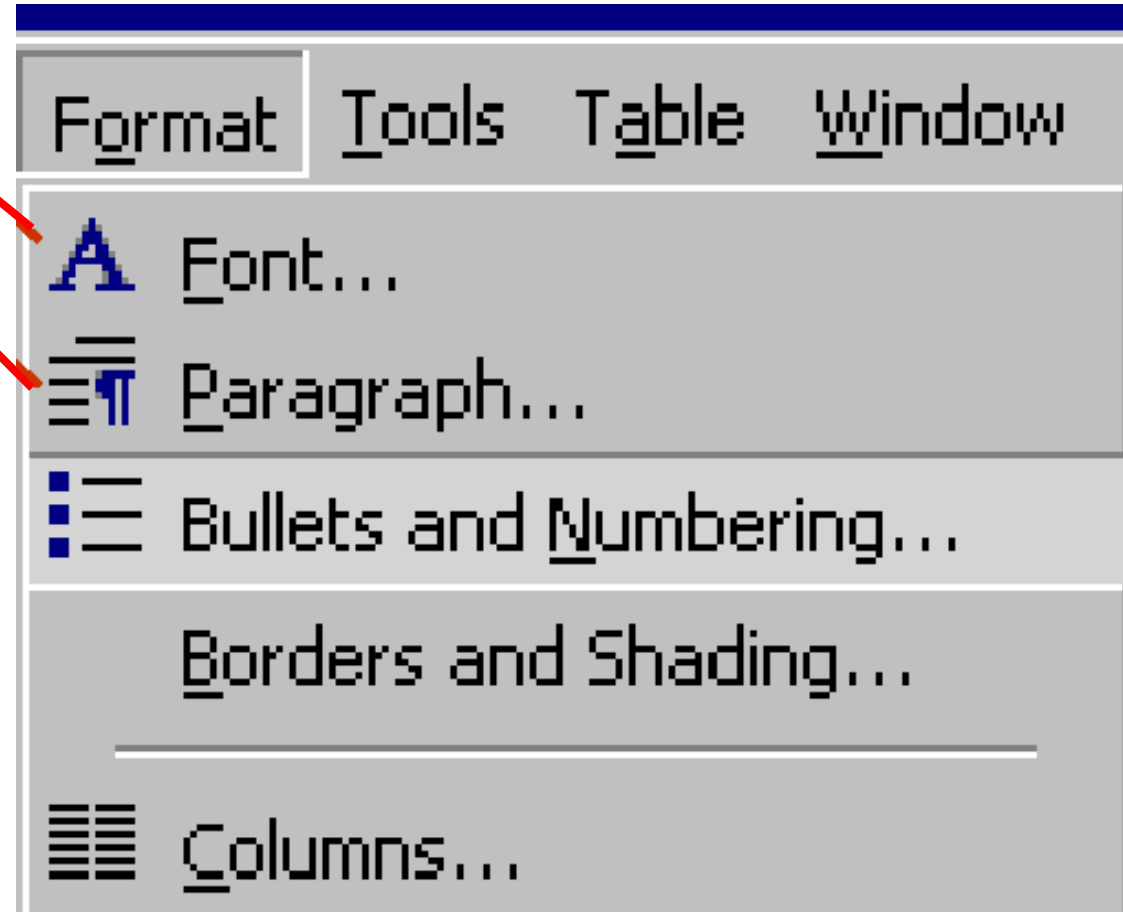 Format Tools Table Window
Font...
Paragraph...
Bullets and Numbering...
Borders and Shading...
Columns...